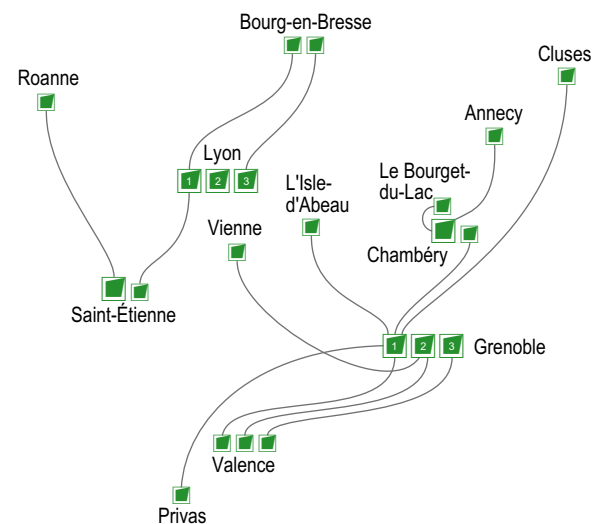 Bourg-en-Bresse
Cluses
Roanne
Annecy
Lyon
1 2 3
Le Bourget-
du-Lac
L'Isle-
d'Abeau
Vienne
Chambéry
Saint-Étienne
1 2 3
Grenoble
Valence
Privas